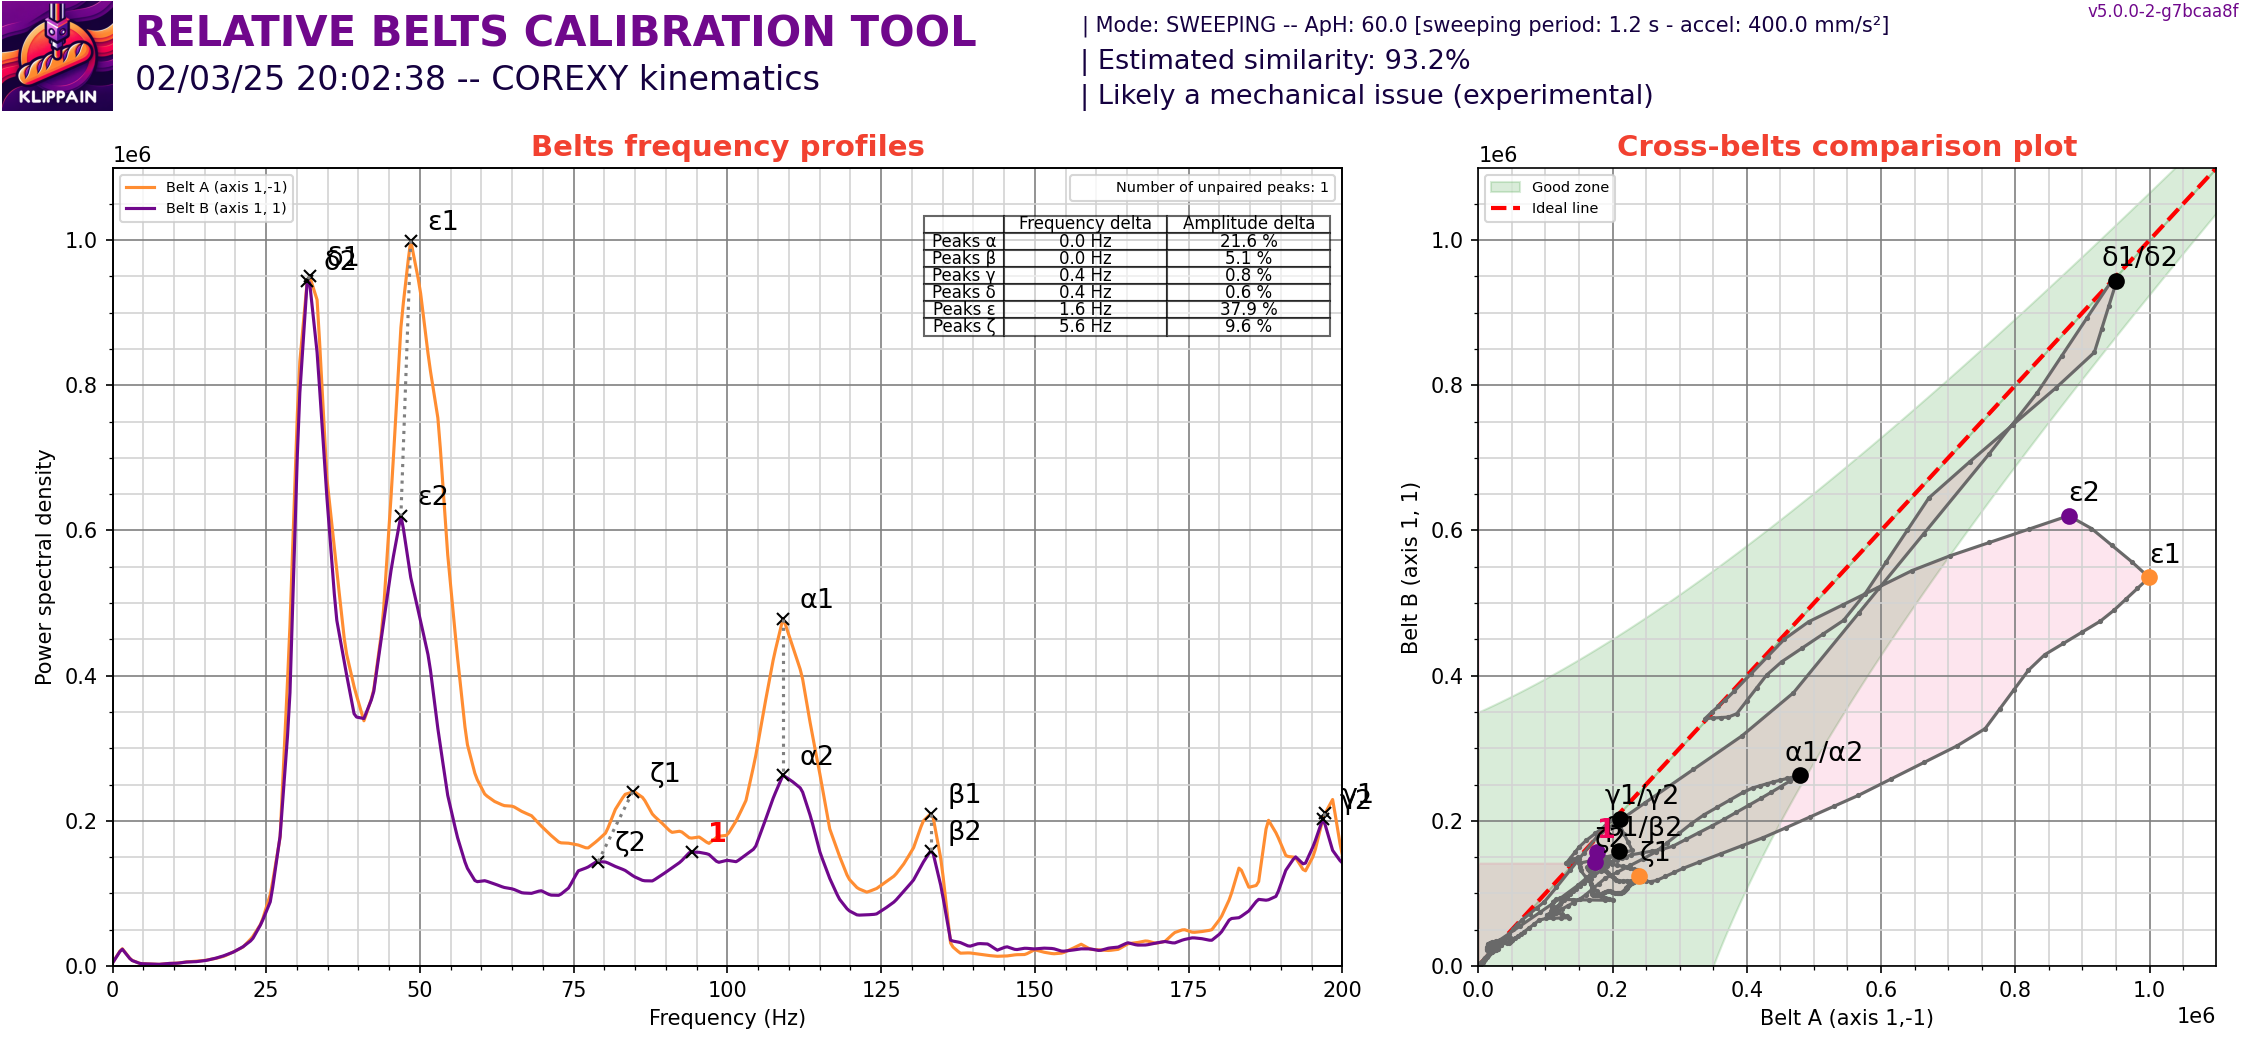 KLIPPAIN
RELATIVE BELTS CALIBRATION TOOL
02/03/25 20:02:38 -- COREXY kinematics
| Mode: SWEEPING -- ApH: 60.0 [sweeping period: 1.2 s - accel: 400.0 mm/s²]
| Estimated similarity: 93.2%
| Likely a mechanical issue (experimental)
v5.0.0-2-g7bcaa8f
Belts frequency profiles
1e6
Belt A (axis 1,-1)
Belt B (axis 1, 1)
Number of unpaired peaks: 1
Frequency delta Amplitude delta
Peaks α 0.0 Hz 21.6 %
Peaks β 0.0 Hz 5.1 %
Peaks γ 0.4 Hz 0.8 %
Peaks δ 0.4 Hz 0.6 %
Peaks ε 1.6 Hz 37.9 %
Peaks ζ 5.6 Hz 9.6 %
δ1
δ2
ε1
ε2
α1
α2
ζ1
ζ2
1
β1
β2
γ1
γ2
1.0
0.8
0.6
0.4
0.2
0.0
Power spectral density
0 25 50 75 100 125 150 175 200
Frequency (Hz)
Cross-belts comparison plot
1e6
Good zone
Ideal line
δ1/δ2
ε2
ε1
α1/α2
γ1/γ2
1
β1/β2
ζ2
ζ1
1.0
0.8
0.6
0.4
0.2
0.0
Belt B (axis 1, 1)
0.0 0.2 0.4 0.6 0.8 1.0
Belt A (axis 1,-1)
1e6